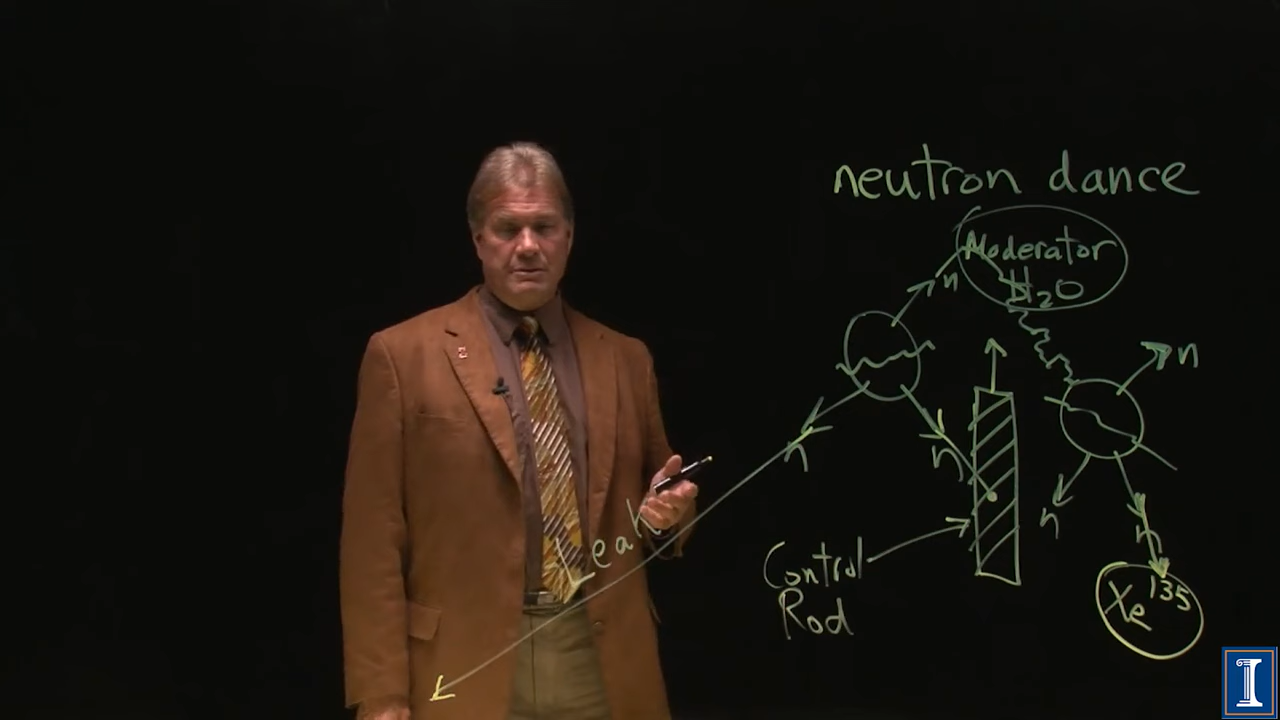 neutron dance
Moderator
H₂O
n
n
n
n
n
n
Leak
Control
Rod
Xe¹³⁵
I